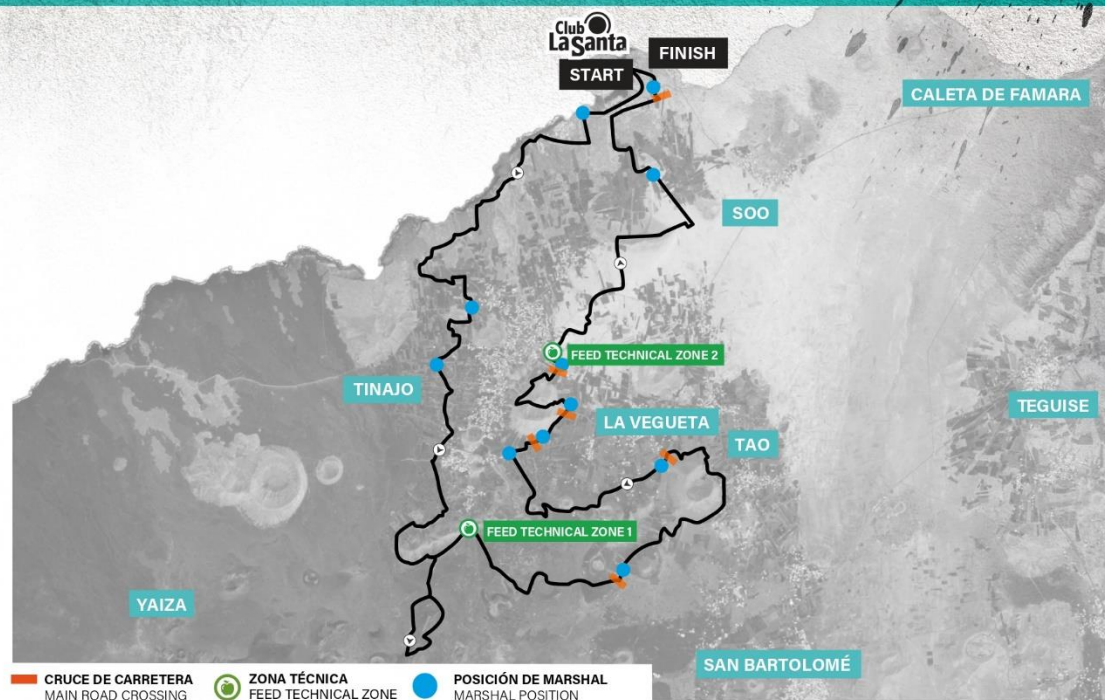 Club
La Santa
START
FINISH
CALETA DE FAMARA
SOO
FEED TECHNICAL ZONE 2
TINAJO
LA VEGUETA
TEGUISE
TAO
FEED TECHNICAL ZONE 1
YAIZA
SAN BARTOLOMÉ
CRUCE DE CARRETERA
MAIN ROAD CROSSING
ZONA TÉCNICA
FEED TECHNICAL ZONE
POSICIÓN DE MARSHAL
MARSHAL POSITION